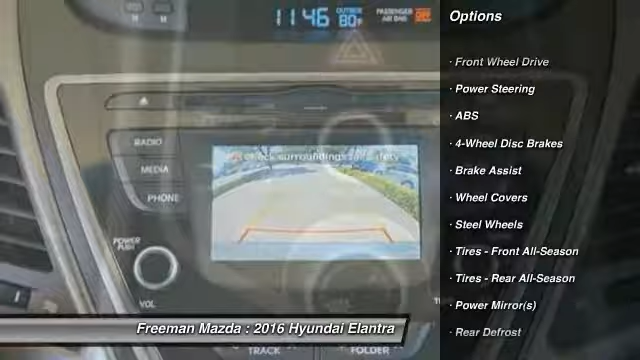 11:46
OUTSIDE
80°F
PASSENGER
AIR BAG OFF
RADIO
MEDIA
PHONE
Check surroundings for safety
POWER
PUSH
VOL
TRACK
FOLDER
Freeman Mazda : 2016 Hyundai Elantra
Options
· Front Wheel Drive
· Power Steering
· ABS
· 4-Wheel Disc Brakes
· Brake Assist
· Wheel Covers
· Steel Wheels
· Tires - Front All-Season
· Tires - Rear All-Season
· Power Mirror(s)
· Rear Defrost